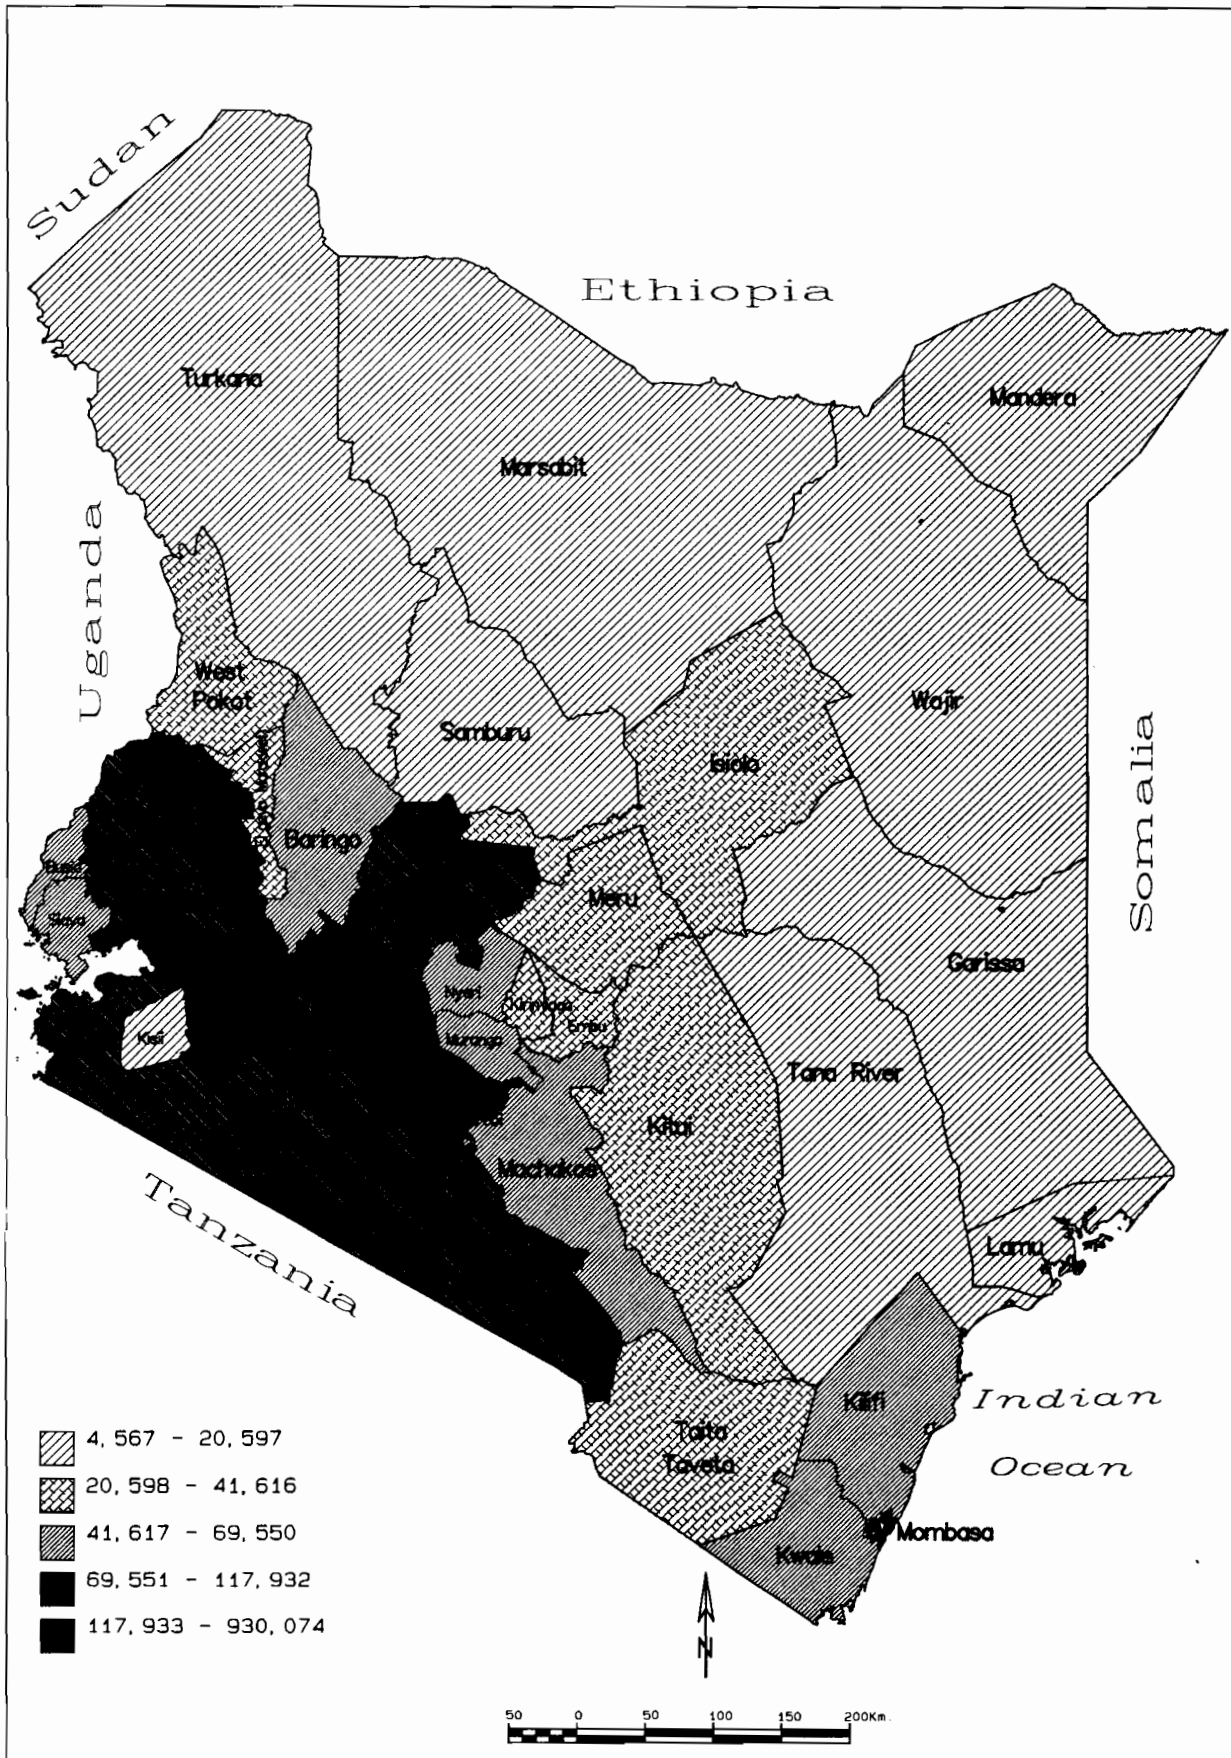 Sudan
Ethiopia
Turkana
Mandera
Marsabit
Uganda
West
Pokot
Wajir
Samburu
Isiolo
Somalia
Baringo
Busia
Meru
Siaya
Garissa
Nyeri
Kirinyaga
Embu
Kisii
Muranga
Tana River
Kitui
Machakos
Tanzania
Lamu
Kilifi
Indian
Ocean
Taita
Taveta
Mombasa
Kwale
4,567 - 20,597
20,598 - 41,616
41,617 - 69,550
69,551 - 117,932
117,933 - 930,074
N
50 0 50 100 150 200Km.